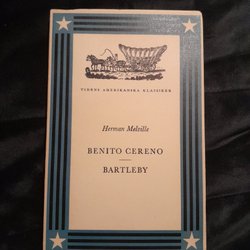 TIDENS AMERIKANSKA KLASSIKER
Herman Melville
BENITO CERENO
BARTLEBY